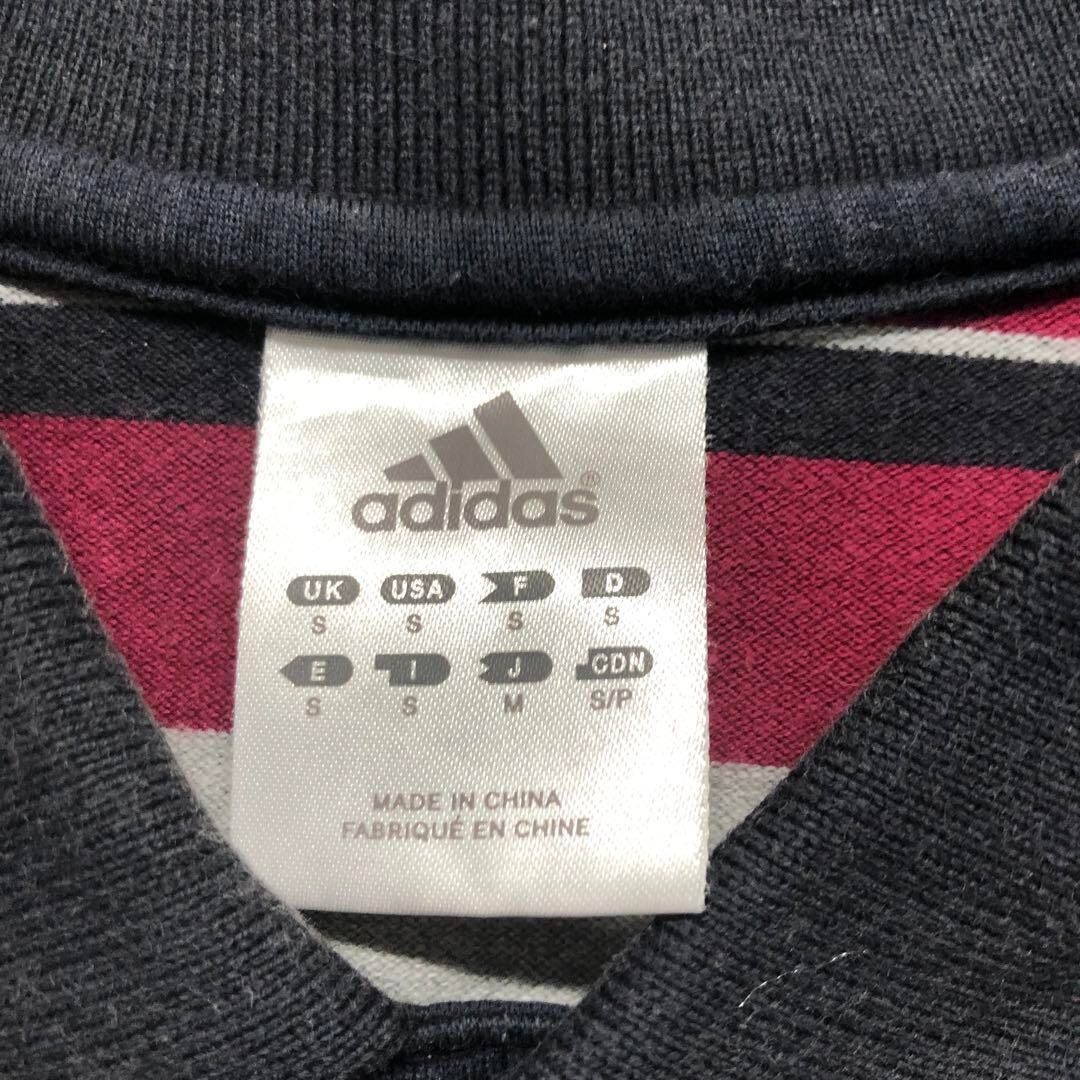 adidas®
UK USA F D
S S S S
E I J CDN
S S M S/P
MADE IN CHINA
FABRIQUÉ EN CHINE